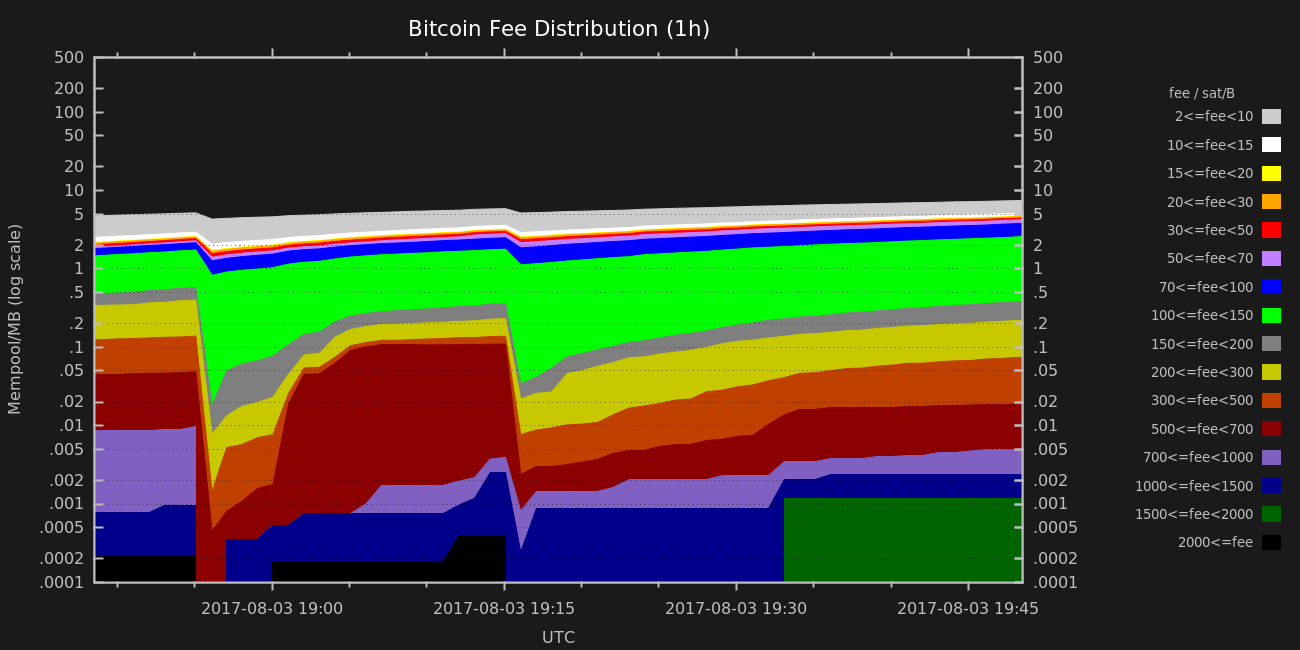 Bitcoin Fee Distribution (1h)
Mempool/MB (log scale)
500
200
100
50
20
10
5
2
1
.5
.2
.1
.05
.02
.01
.005
.002
.001
.0005
.0002
.0001
2017-08-03 19:00 2017-08-03 19:15 2017-08-03 19:30 2017-08-03 19:45
UTC
500
200
100
50
20
10
5
2
1
.5
.2
.1
.05
.02
.01
.005
.002
.001
.0005
.0002
.0001
fee / sat/B
2<=fee<10
10<=fee<15
15<=fee<20
20<=fee<30
30<=fee<50
50<=fee<70
70<=fee<100
100<=fee<150
150<=fee<200
200<=fee<300
300<=fee<500
500<=fee<700
700<=fee<1000
1000<=fee<1500
1500<=fee<2000
2000<=fee